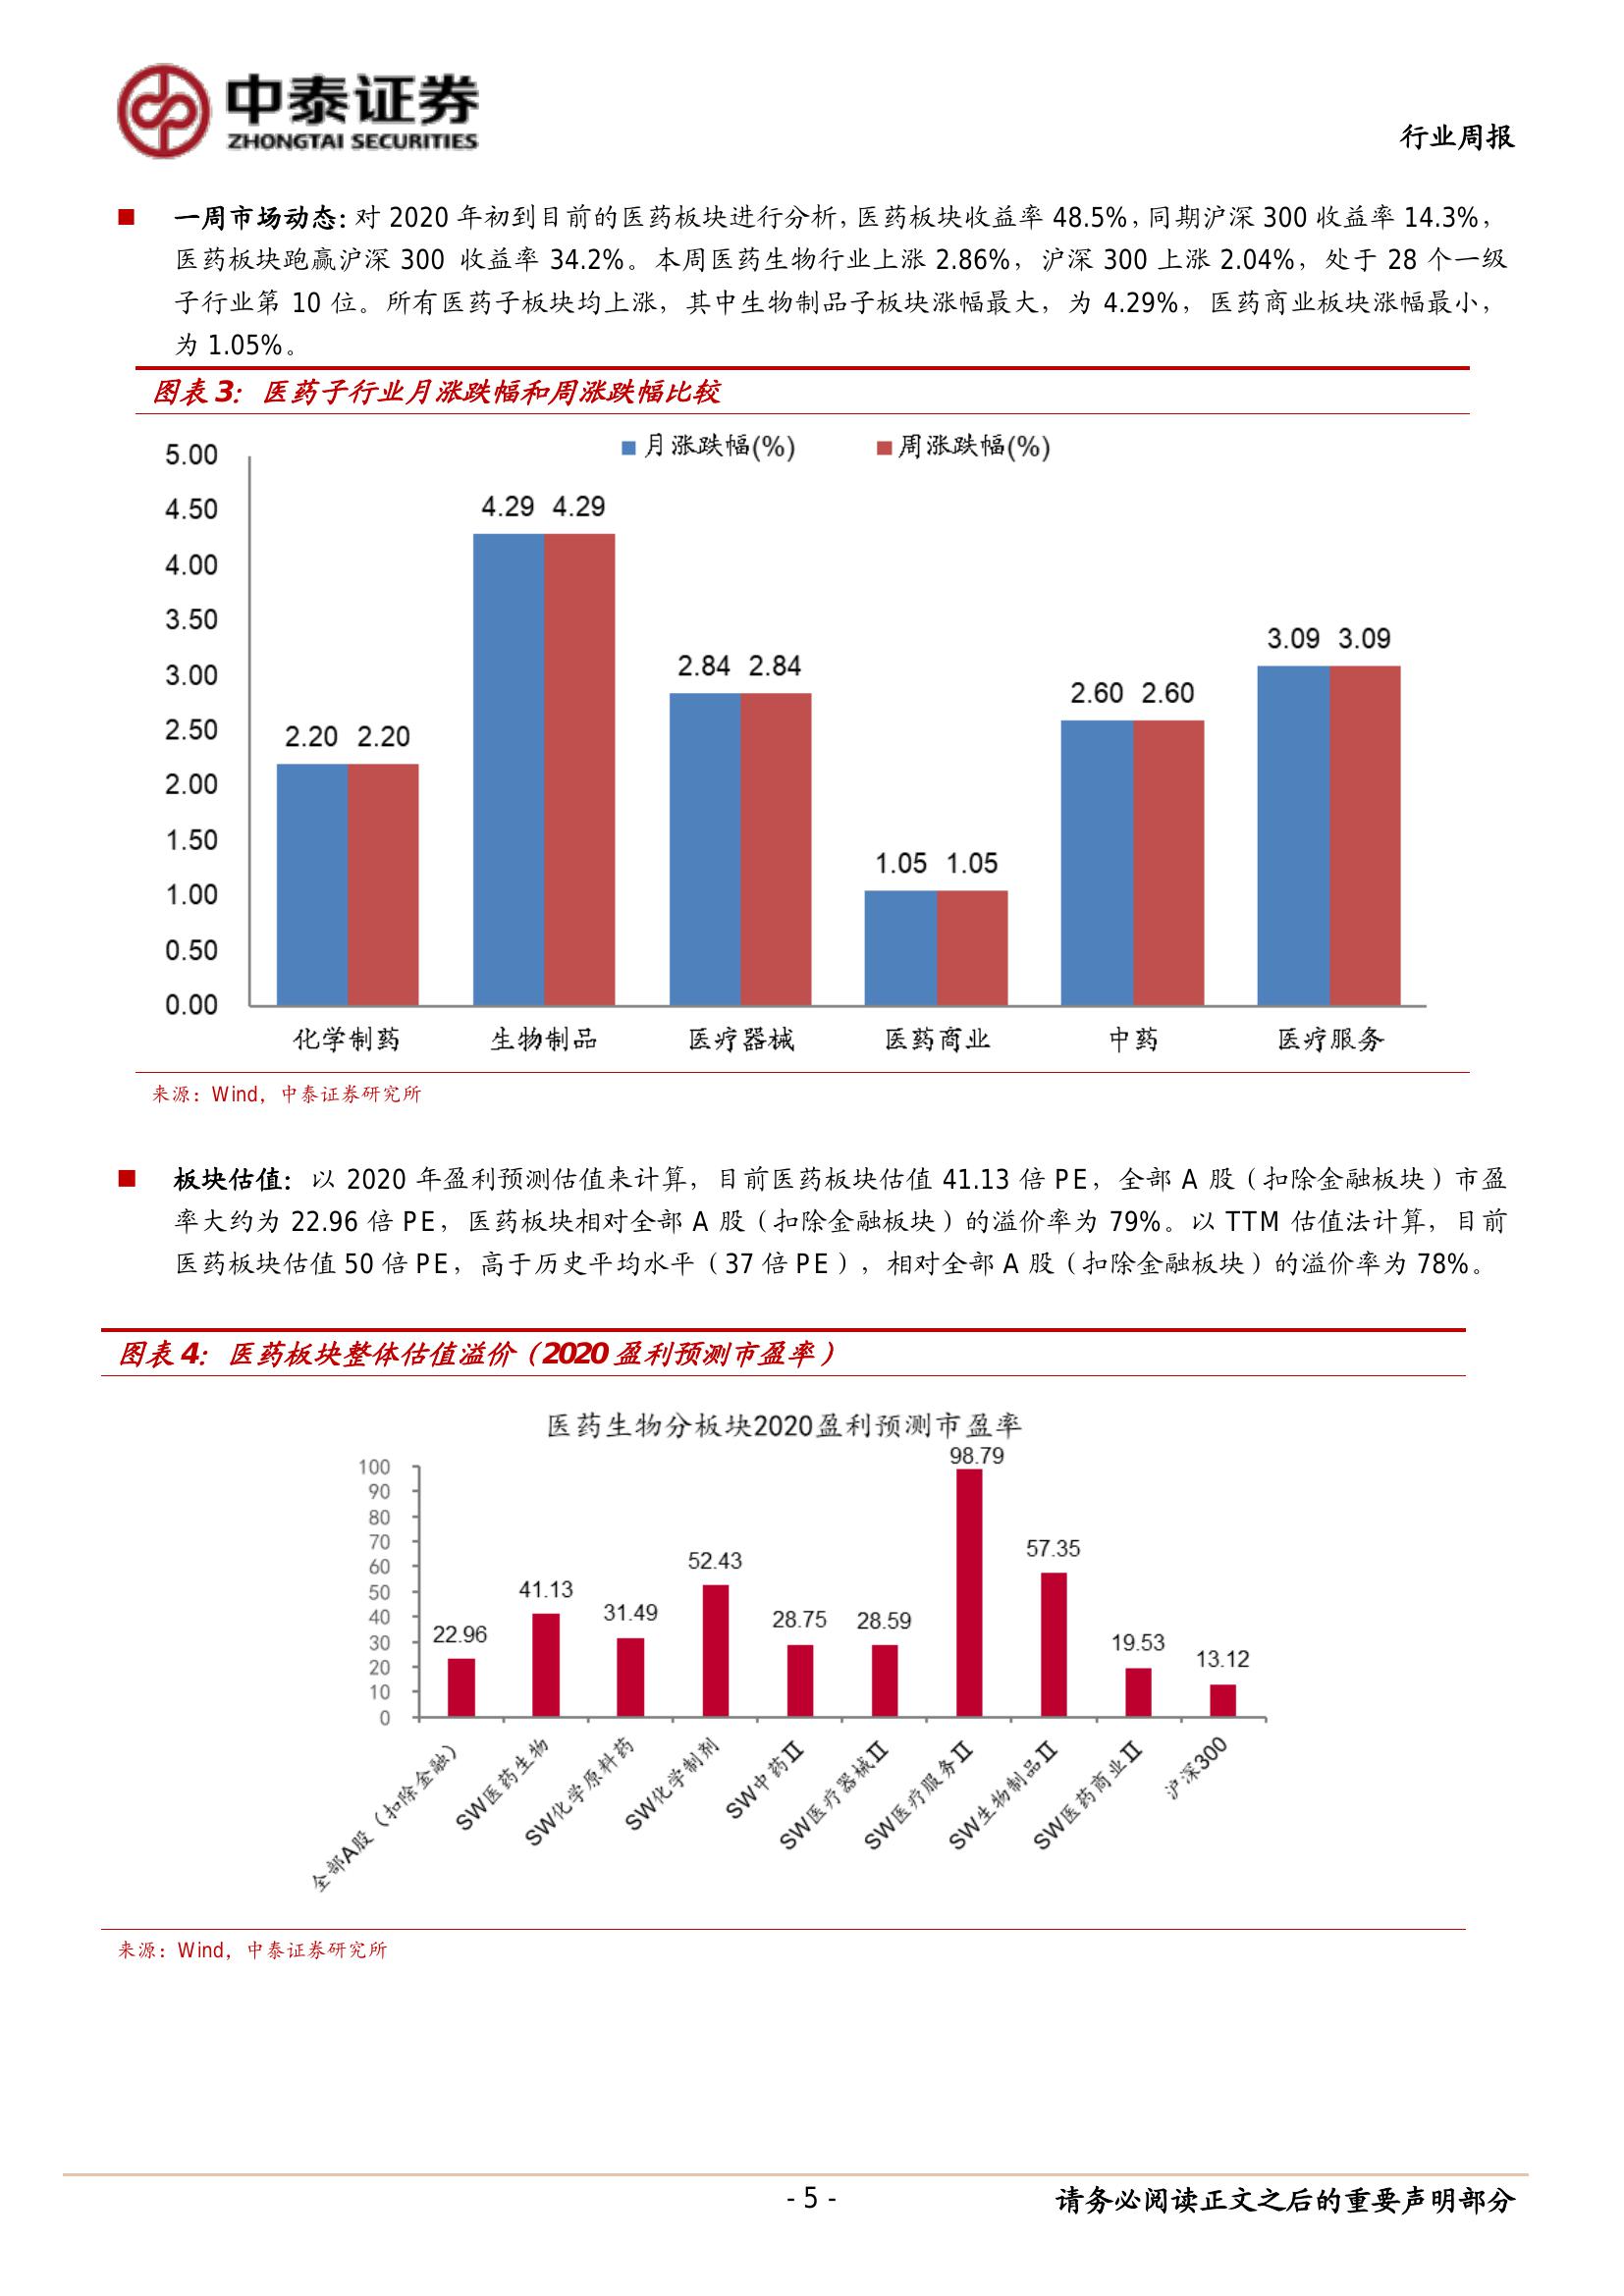 中泰证券
ZHONGTAI SECURITIES
行业周报
■ 一周市场动态：对 2020 年初到目前的医药板块进行分析，医药板块收益率 48.5%，同期沪深 300 收益率 14.3%，
医药板块跑赢沪深 300 收益率 34.2%。本周医药生物行业上涨 2.86%，沪深 300 上涨 2.04%，处于 28 个一级
子行业第 10 位。所有医药子板块均上涨，其中生物制品子板块涨幅最大，为 4.29%，医药商业板块涨幅最小，
为 1.05%。
图表 3：医药子行业月涨跌幅和周涨跌幅比较
月涨跌幅(%) 周涨跌幅(%)
5.00
4.50
4.00
3.50
3.00
2.50
2.00
1.50
1.00
0.50
0.00
2.20 2.20
4.29 4.29
2.84 2.84
1.05 1.05
2.60 2.60
3.09 3.09
化学制药 生物制品 医疗器械 医药商业 中药 医疗服务
来源：Wind，中泰证券研究所
■ 板块估值：以 2020 年盈利预测估值来计算，目前医药板块估值 41.13 倍 PE，全部 A 股（扣除金融板块）市盈
率大约为 22.96 倍 PE，医药板块相对全部 A 股（扣除金融板块）的溢价率为 79%。以 TTM 估值法计算，目前
医药板块估值 50 倍 PE，高于历史平均水平（37 倍 PE），相对全部 A 股（扣除金融板块）的溢价率为 78%。
图表 4：医药板块整体估值溢价（2020 盈利预测市盈率）
医药生物分板块2020盈利预测市盈率
100
90
80
70
60
50
40
30
20
10
0
22.96
41.13
31.49
52.43
28.75
28.59
98.79
57.35
19.53
13.12
全部A股（扣除金融）
SW医药生物
SW化学原料药
SW化学制剂
SW中药Ⅱ
SW医疗器械Ⅱ
SW医疗服务Ⅱ
SW生物制品Ⅱ
SW医药商业Ⅱ
沪深300
来源：Wind，中泰证券研究所
- 5 -
请务必阅读正文之后的重要声明部分